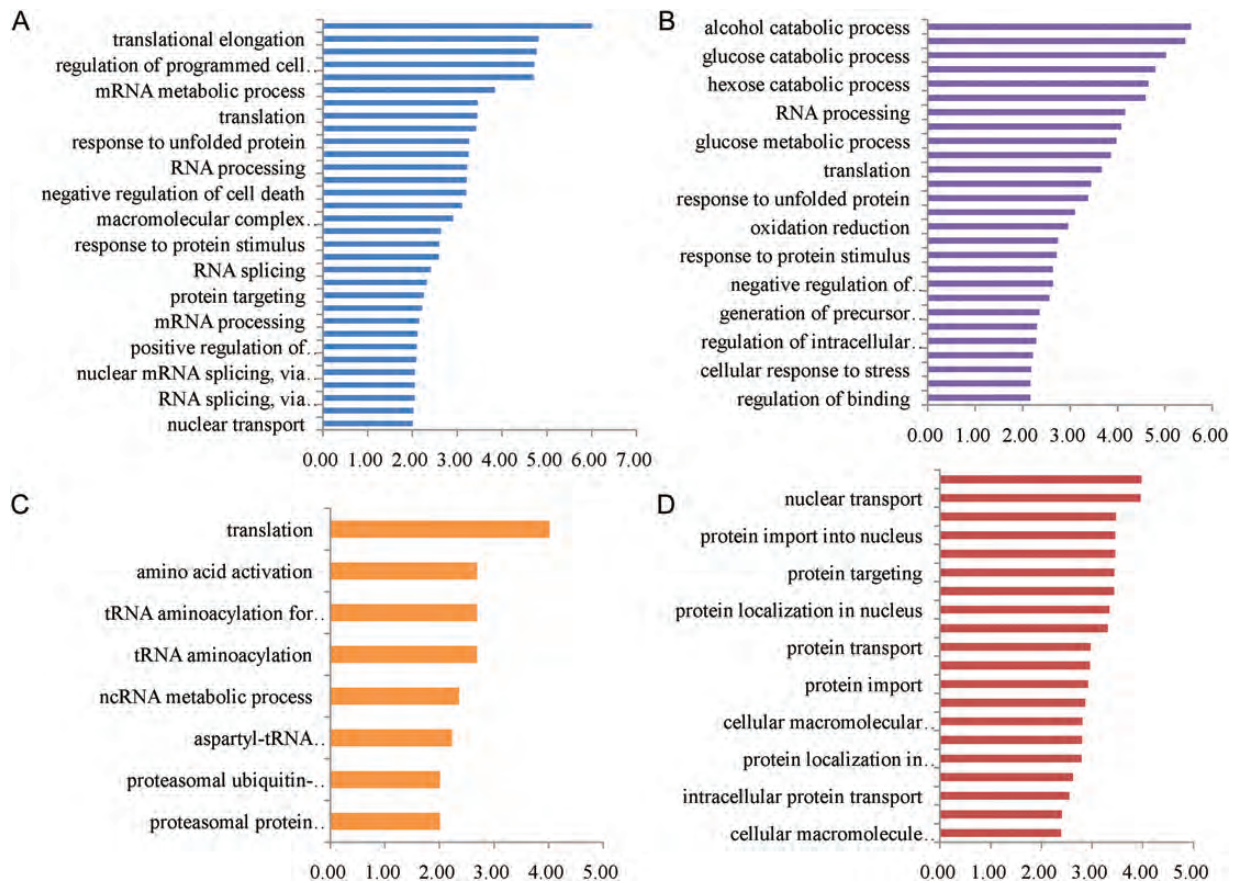 A
translational elongation
regulation of programmed cell..
mRNA metabolic process
translation
response to unfolded protein
RNA processing
negative regulation of cell death
macromolecular complex..
response to protein stimulus
RNA splicing
protein targeting
mRNA processing
positive regulation of..
nuclear mRNA splicing, via..
RNA splicing, via..
nuclear transport
0.00 1.00 2.00 3.00 4.00 5.00 6.00 7.00
B
alcohol catabolic process
glucose catabolic process
hexose catabolic process
RNA processing
glucose metabolic process
translation
response to unfolded protein
oxidation reduction
response to protein stimulus
negative regulation of..
generation of precursor..
regulation of intracellular..
cellular response to stress
regulation of binding
0.00 1.00 2.00 3.00 4.00 5.00 6.00
C
translation
amino acid activation
tRNA aminoacylation for..
tRNA aminoacylation
ncRNA metabolic process
aspartyl-tRNA..
proteasomal ubiquitin-..
proteasomal protein..
0.00 1.00 2.00 3.00 4.00 5.00
D
nuclear transport
protein import into nucleus
protein targeting
protein localization in nucleus
protein transport
protein import
cellular macromolecular..
protein localization in..
intracellular protein transport
cellular macromolecule..
0.00 1.00 2.00 3.00 4.00 5.00